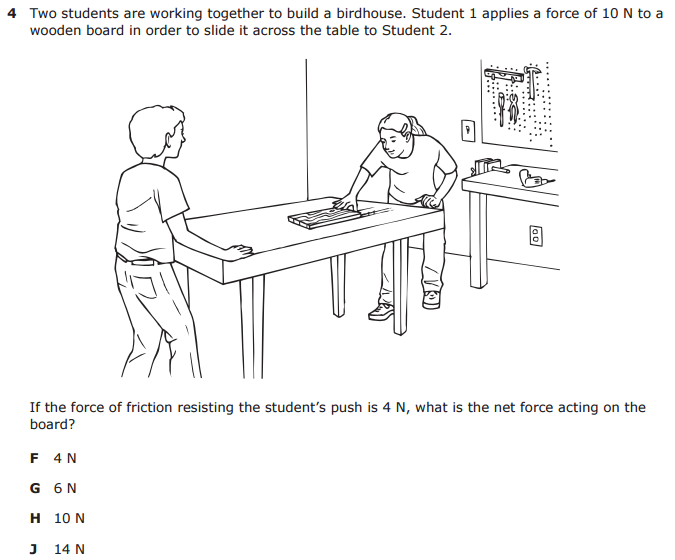 4 Two students are working together to build a birdhouse. Student 1 applies a force of 10 N to a
wooden board in order to slide it across the table to Student 2.
If the force of friction resisting the student's push is 4 N, what is the net force acting on the
board?
F 4 N
G 6 N
H 10 N
J 14 N